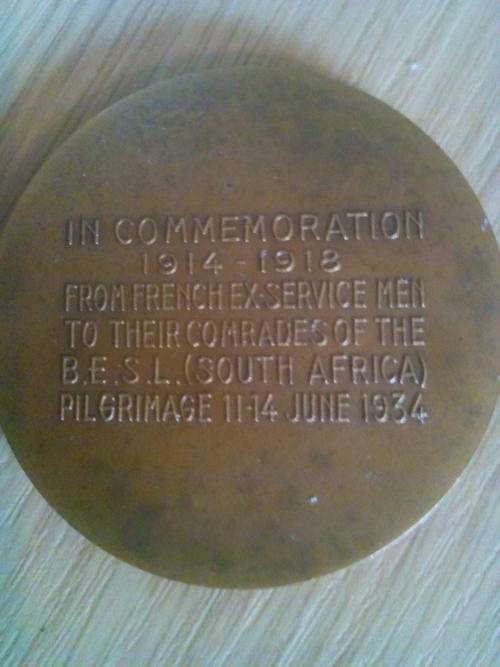 IN COMMEMORATION
1914-1918
FROM FRENCH EX-SERVICE MEN
TO THEIR COMRADES OF THE
B.E.S.L. (SOUTH AFRICA)
PILGRIMAGE 11-14 JUNE 1934